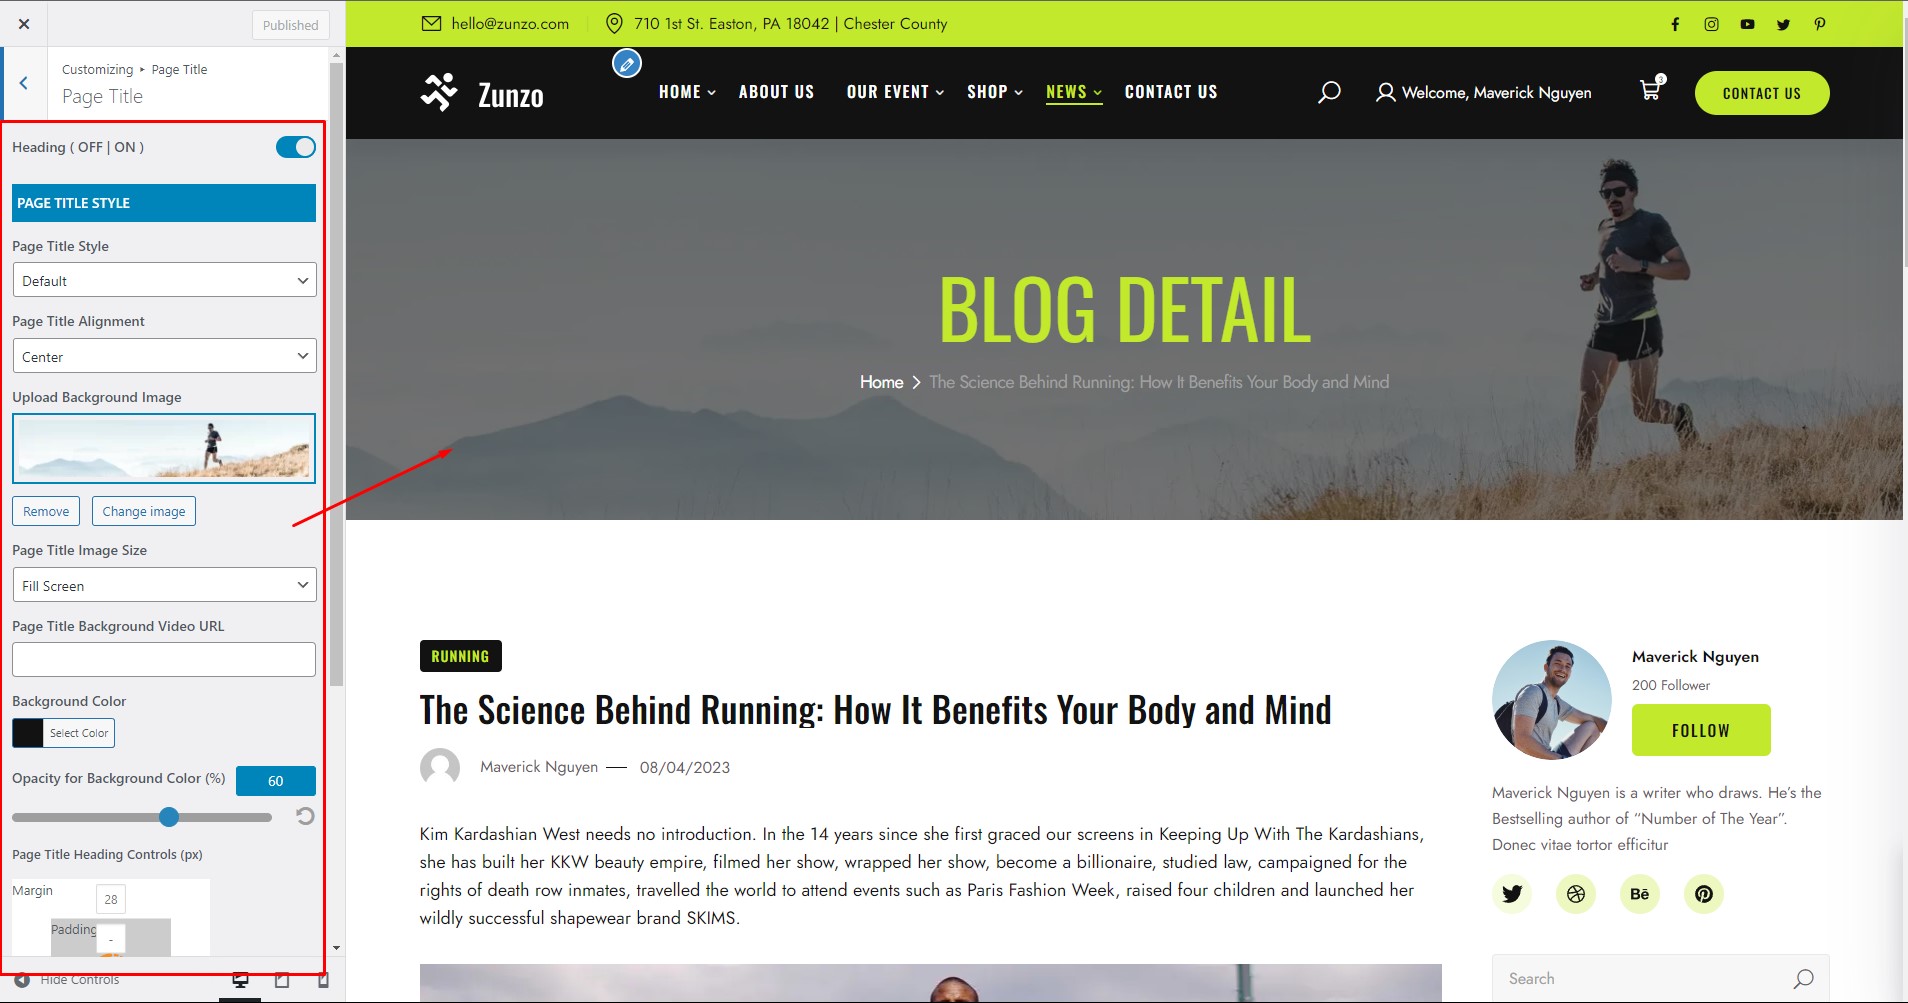 Published
Customizing ▸ Page Title
Page Title
Heading ( OFF | ON )
PAGE TITLE STYLE
Page Title Style
Default
Page Title Alignment
Center
Upload Background Image
Remove
Change image
Page Title Image Size
Fill Screen
Page Title Background Video URL
Background Color
Select Color
Opacity for Background Color (%)
60
Page Title Heading Controls (px)
Margin
28
Padding
-
Hide Controls
hello@zunzo.com
710 1st St. Easton, PA 18042 | Chester County
Zunzo
HOME
ABOUT US
OUR EVENT
SHOP
NEWS
CONTACT US
Welcome, Maverick Nguyen
3
CONTACT US
BLOG DETAIL
Home > The Science Behind Running: How It Benefits Your Body and Mind
RUNNING
The Science Behind Running: How It Benefits Your Body and Mind
Maverick Nguyen — 08/04/2023
Kim Kardashian West needs no introduction. In the 14 years since she first graced our screens in Keeping Up With The Kardashians,
she has built her KKW beauty empire, filmed her show, wrapped her show, become a billionaire, studied law, campaigned for the
rights of death row inmates, travelled the world to attend events such as Paris Fashion Week, raised four children and launched her
wildly successful shapewear brand SKIMS.
Maverick Nguyen
200 Follower
FOLLOW
Maverick Nguyen is a writer who draws. He’s the
Bestselling author of “Number of The Year”.
Donec vitae tortor efficitur
Bē
Search